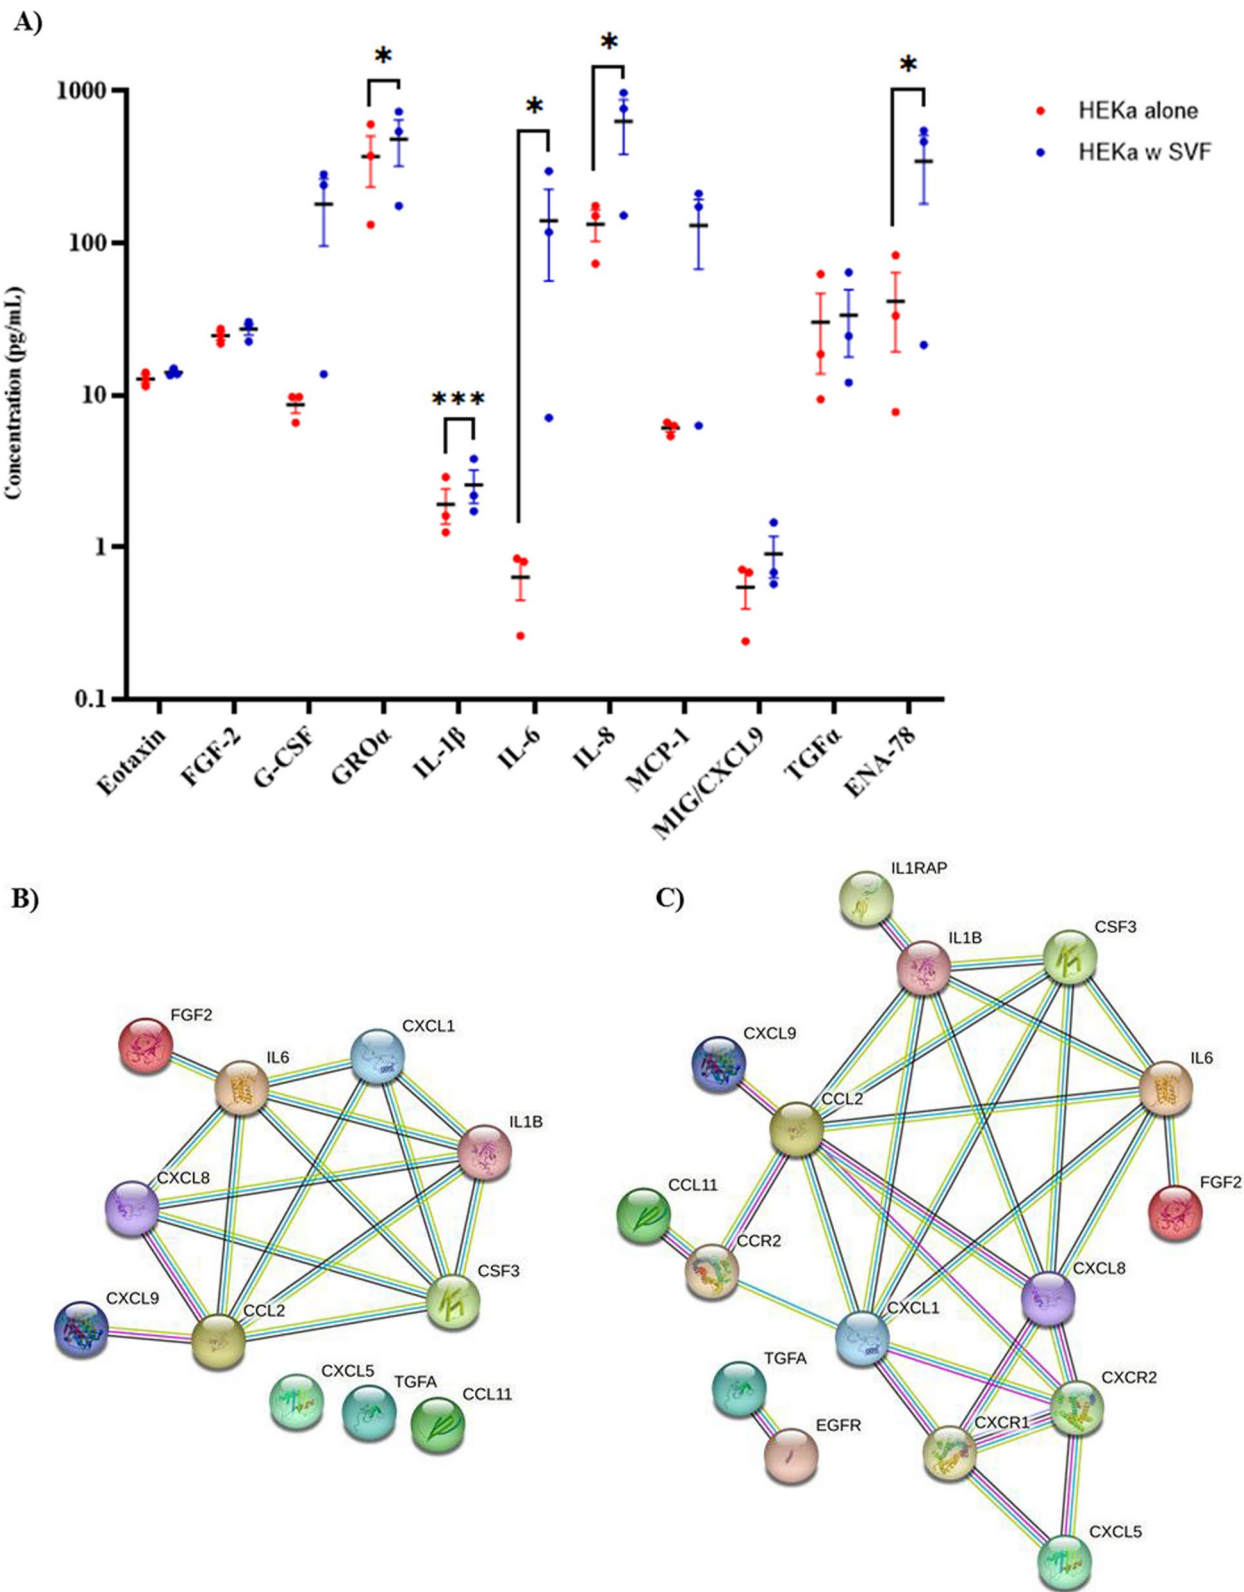 A)
*
*
*
*
***
1000
100
10
1
0.1
Concentration (pg/mL)
HEKa alone
HEKa w SVF
Eotaxin
FGF-2
G-CSF
GROα
IL-1β
IL-6
IL-8
MCP-1
MIG/CXCL9
TGFα
ENA-78
B)
FGF2
CXCL1
IL6
IL1B
CXCL8
CSF3
CXCL9
CCL2
CXCL5
TGFA
CCL11
C)
IL1RAP
IL1B
CSF3
CXCL9
IL6
CCL2
CCL11
FGF2
CCR2
CXCL8
CXCL1
TGFA
CXCR2
EGFR
CXCR1
CXCL5